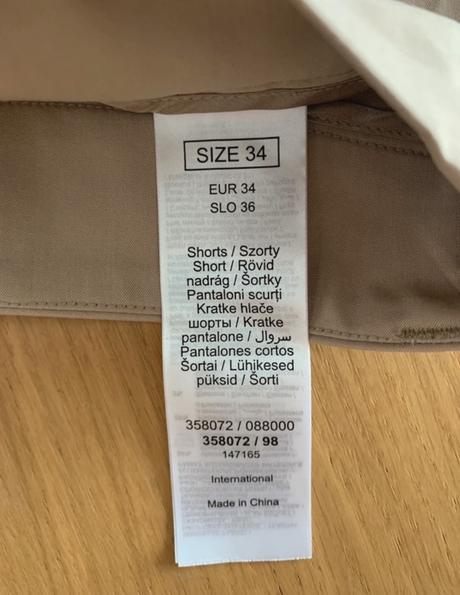 SIZE 34
EUR 34
SLO 36
Shorts / Szorty
Short / Rövid
nadrág / Šortky
Pantaloni scurți
Kratke hlače
шорты / Kratke
pantalone / سروال
Pantalones cortos
Šortai / Lühikesed
püksid / Šorti
358072 / 088000
358072 / 98
147165
International
Made in China